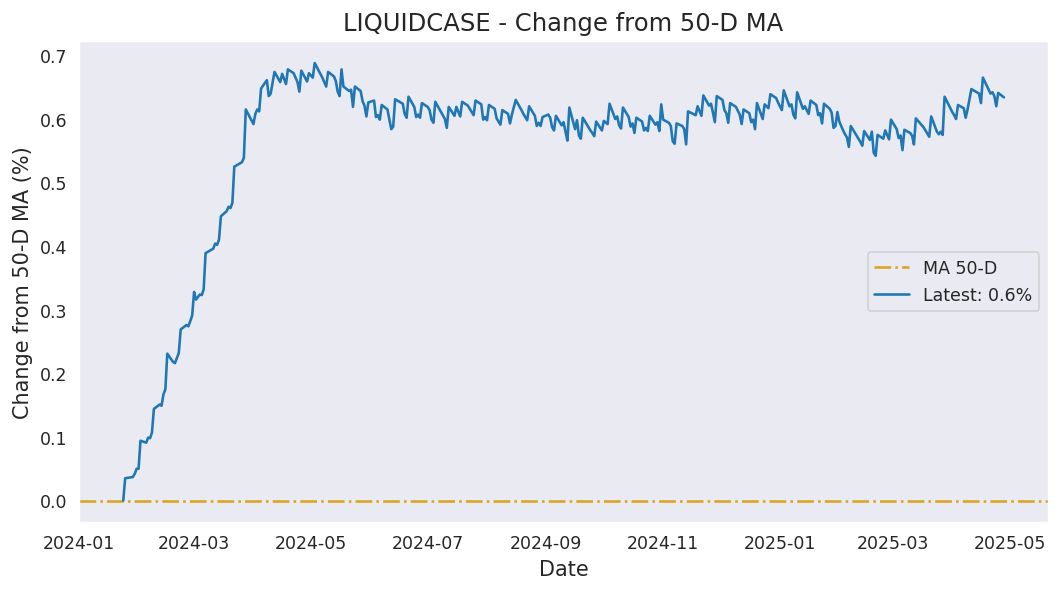 LIQUIDCASE - Change from 50-D MA
Change from 50-D MA (%)
0.7
0.6
0.5
0.4
0.3
0.2
0.1
0.0
MA 50-D
Latest: 0.6%
2024-01 2024-03 2024-05 2024-07 2024-09 2024-11 2025-01 2025-03 2025-05
Date